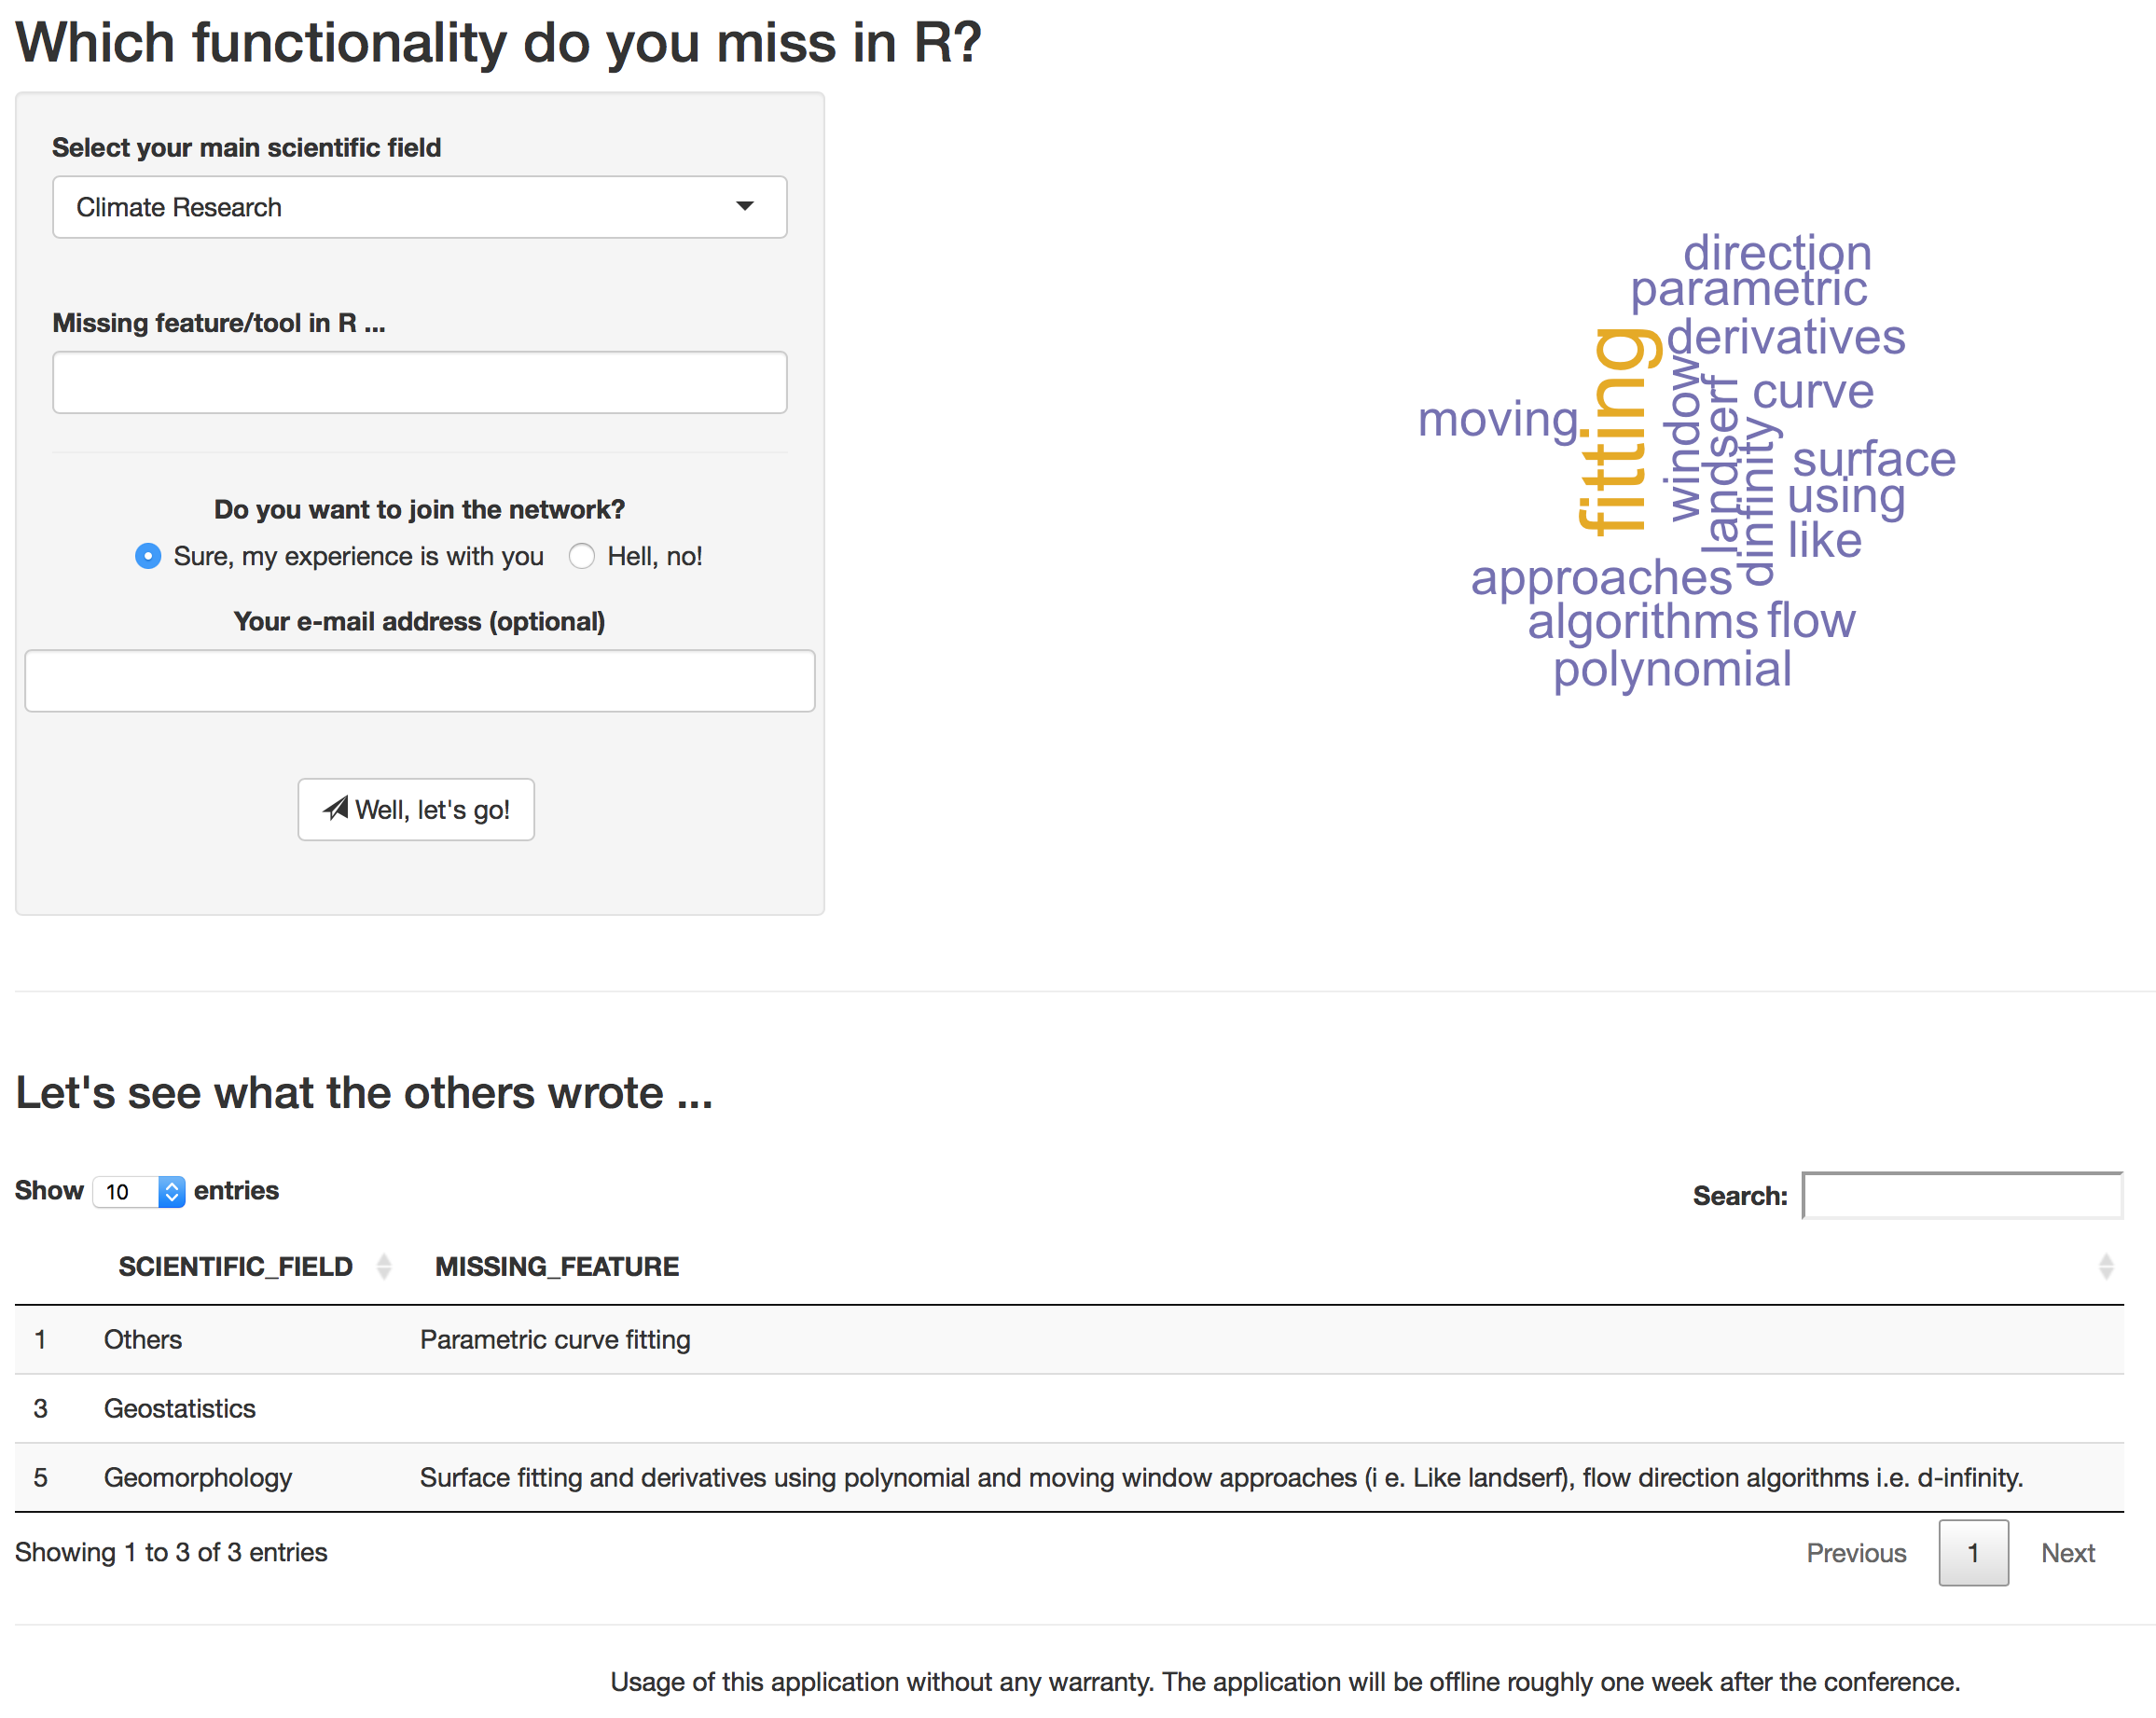 Which functionality do you miss in R?
Select your main scientific field
Climate Research
Missing feature/tool in R ...
Do you want to join the network?
Sure, my experience is with you Hell, no!
Your e-mail address (optional)
Well, let's go!
direction
parametric
derivatives
fitting
window
landserf
dinfinity
curve
moving
surface
using
like
approaches
algorithms flow
polynomial
Let's see what the others wrote ...
Show 10 entries
Search:
SCIENTIFIC_FIELD MISSING_FEATURE
1 Others Parametric curve fitting
3 Geostatistics
5 Geomorphology Surface fitting and derivatives using polynomial and moving window approaches (i e. Like landserf), flow direction algorithms i.e. d-infinity.
Showing 1 to 3 of 3 entries
Previous 1 Next
Usage of this application without any warranty. The application will be offline roughly one week after the conference.